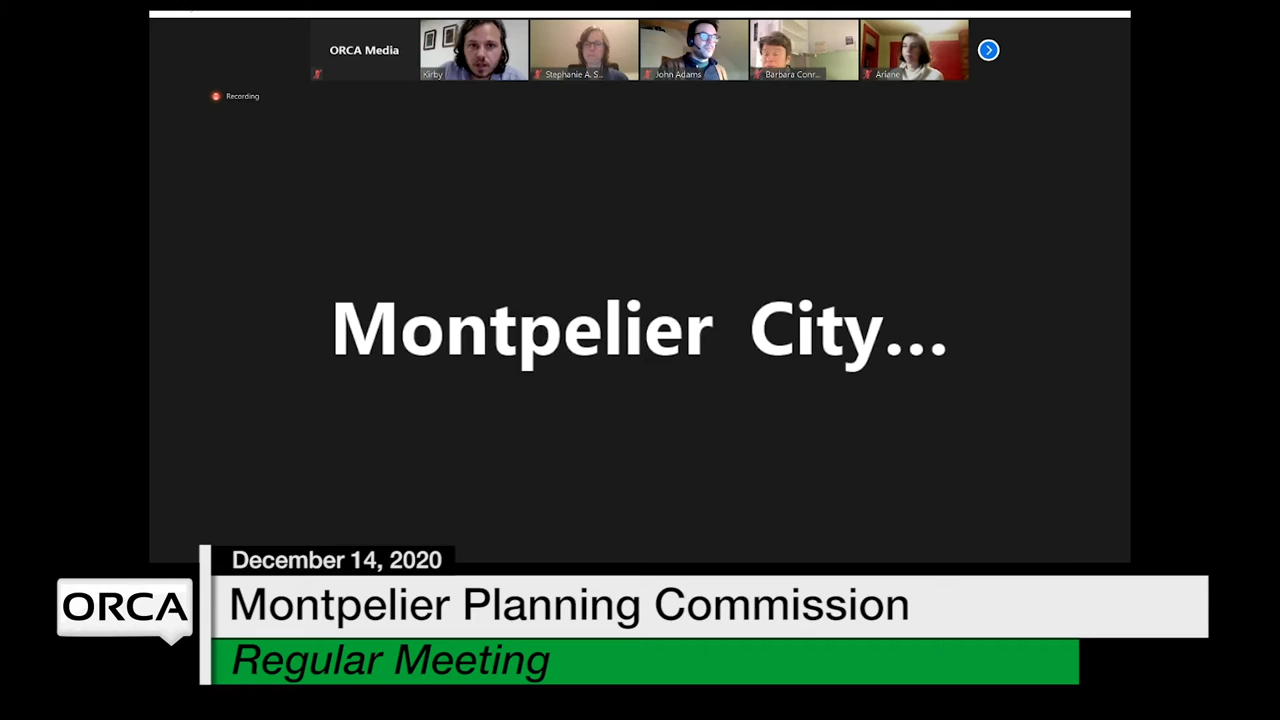 ORCA Media
Kirby
Stephanie A. S...
John Adams
Barbara Conr...
Ariane
Recording
Montpelier City...
December 14, 2020
ORCA
Montpelier Planning Commission
Regular Meeting